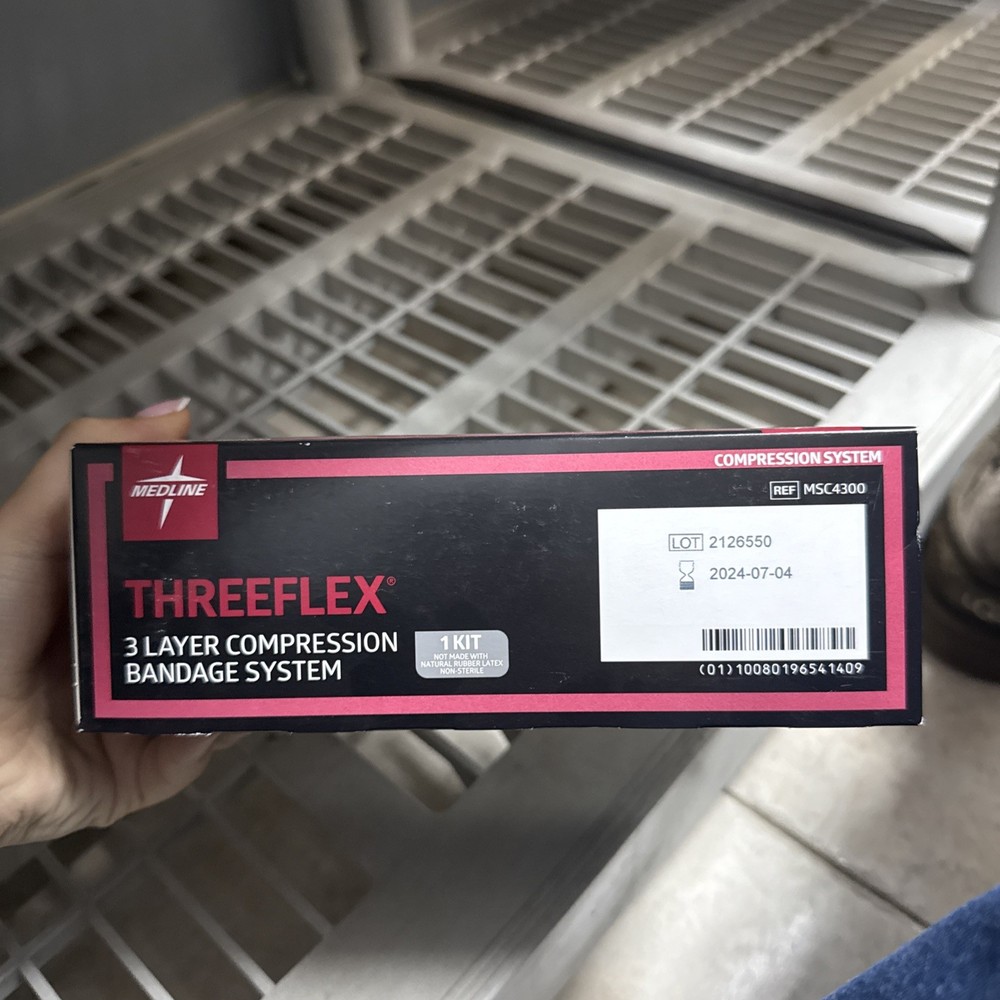 COMPRESSION SYSTEM
MEDLINE
REF MSC4300
LOT 2126550
2024-07-04
THREEFLEX®
3 LAYER COMPRESSION
BANDAGE SYSTEM
1 KIT
NOT MADE WITH
NATURAL RUBBER LATEX
NON-STERILE
(01)10080196541409